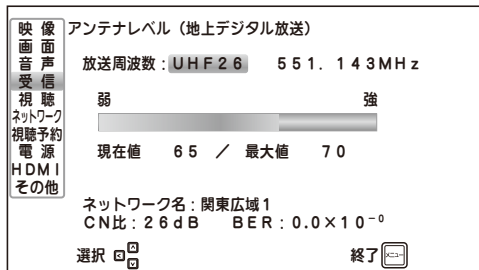 映像
画面
音声
受信
視聴
ネットワーク
視聴予約
電源
HDMI
その他
アンテナレベル（地上デジタル放送）
放送周波数：UHF26 551．143MHz
弱 強
現在値 65 ／ 最大値 70
ネットワーク名：関東広域1
CN比：26dB BER：0.0×10⁻⁰
選択
終了 メニュー